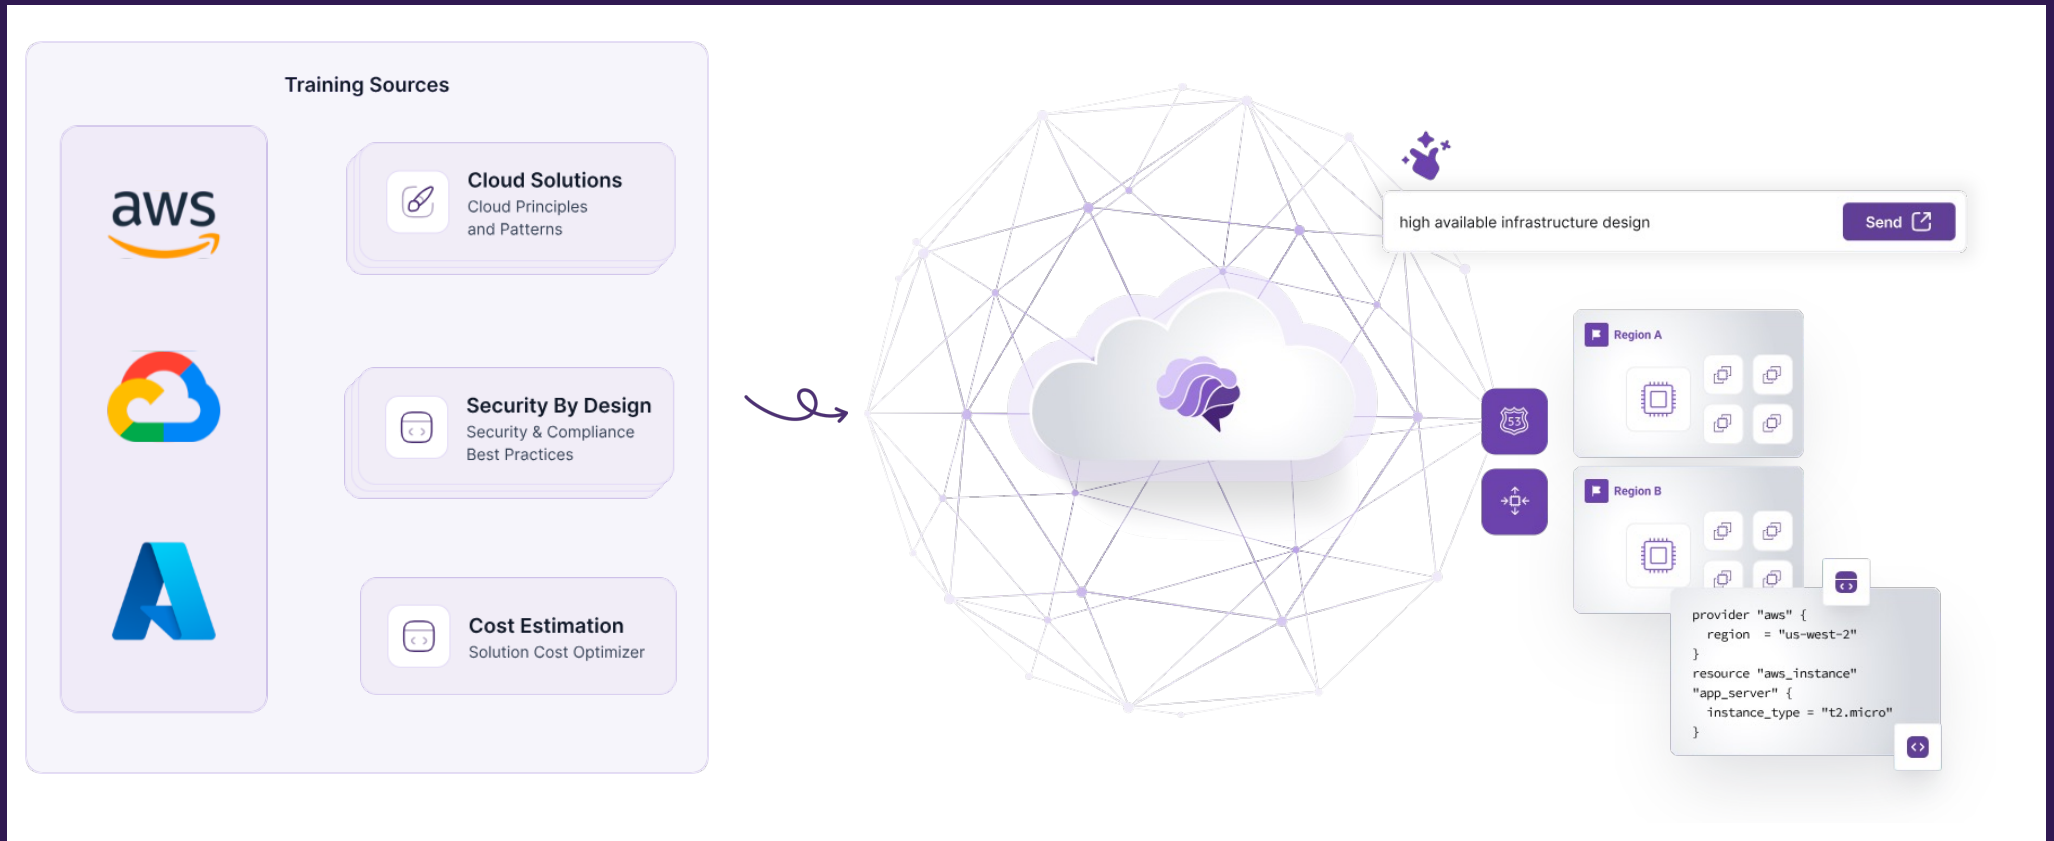 Training Sources
aws
Cloud Solutions
Cloud Principles
and Patterns
Security By Design
Security & Compliance
Best Practices
Cost Estimation
Solution Cost Optimizer
high available infrastructure design
Send
53
Region A
Region B
provider "aws" {
region = "us-west-2"
}
resource "aws_instance"
"app_server" {
instance_type = "t2.micro"
}